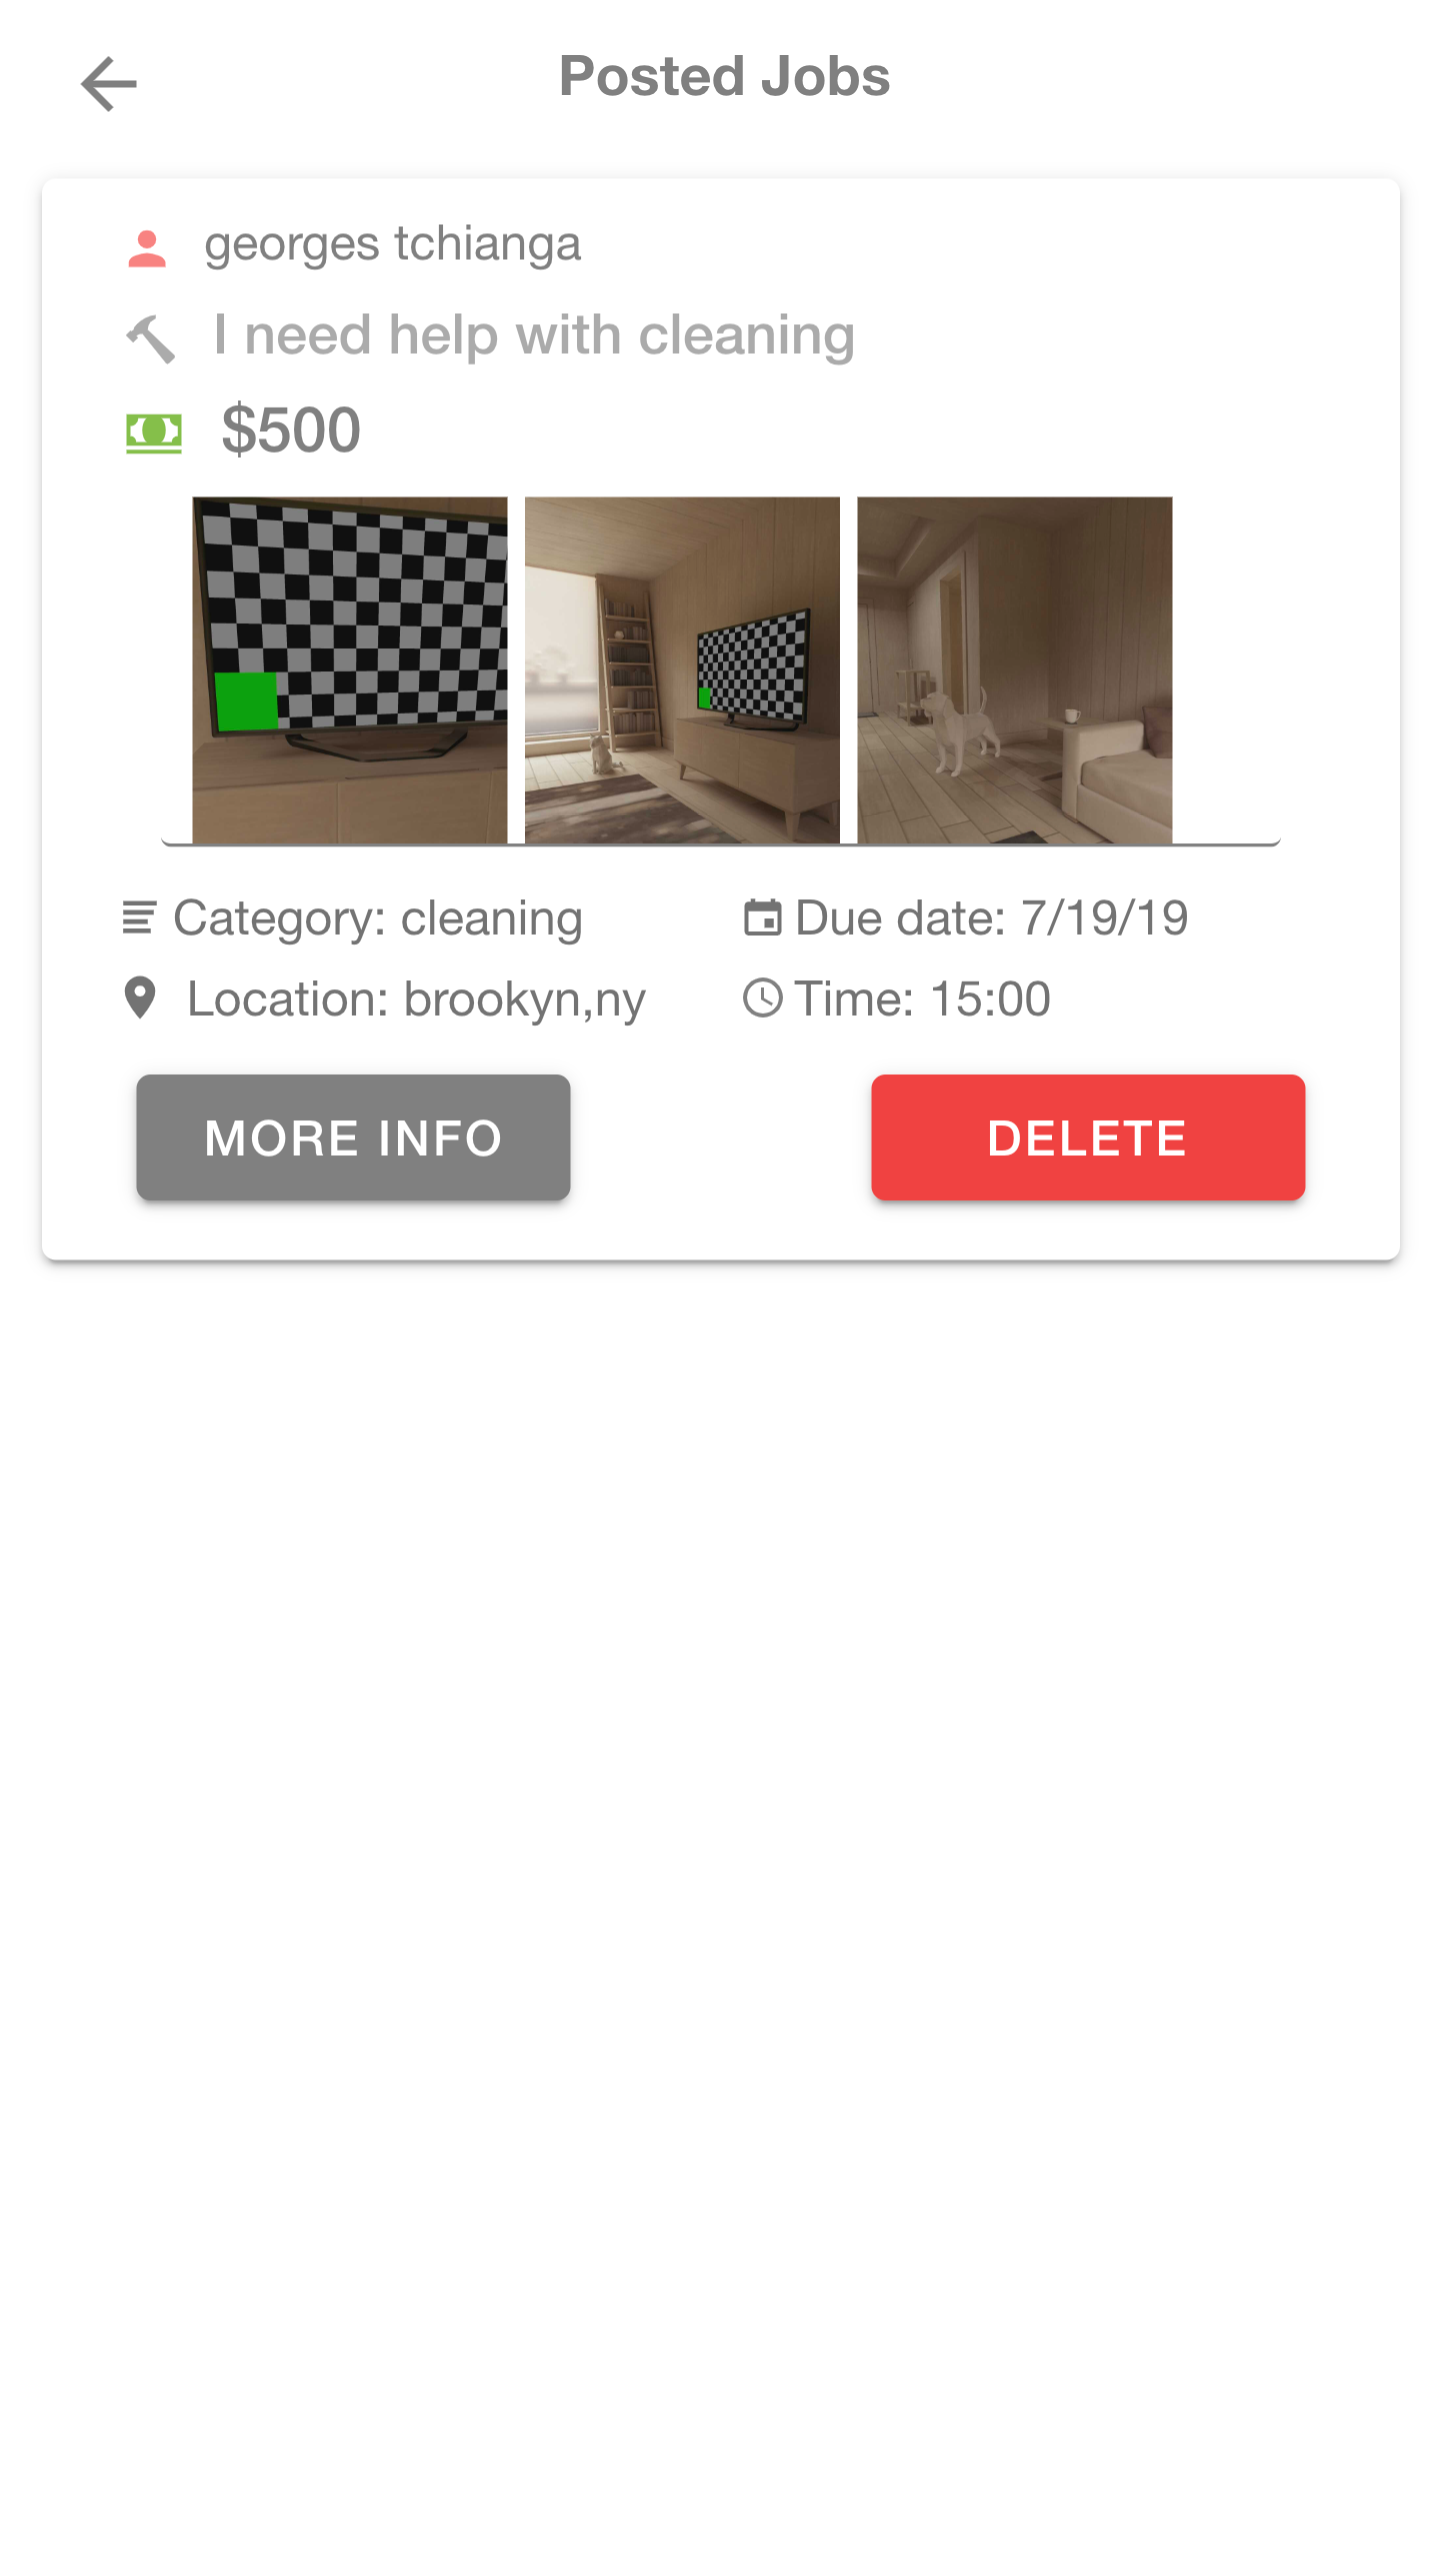 Posted Jobs
georges tchianga
I need help with cleaning
$500
Category: cleaning
Due date: 7/19/19
Location: brookyn,ny
Time: 15:00
MORE INFO
DELETE